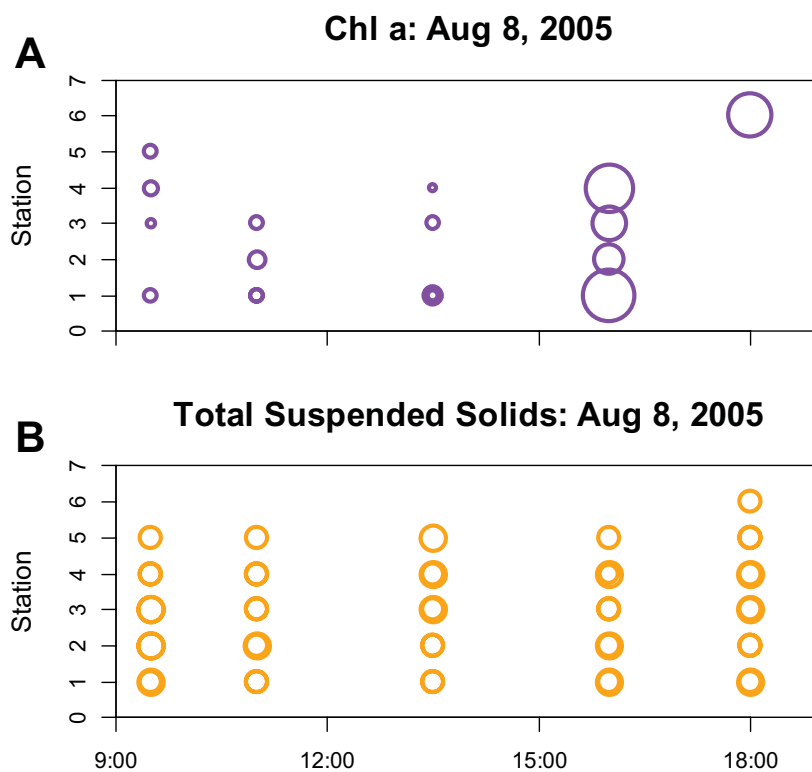 Chl a: Aug 8, 2005
A
7
6
5
4
3
2
1
0
Station
Total Suspended Solids: Aug 8, 2005
B
7
6
5
4
3
2
1
0
Station
9:00 12:00 15:00 18:00